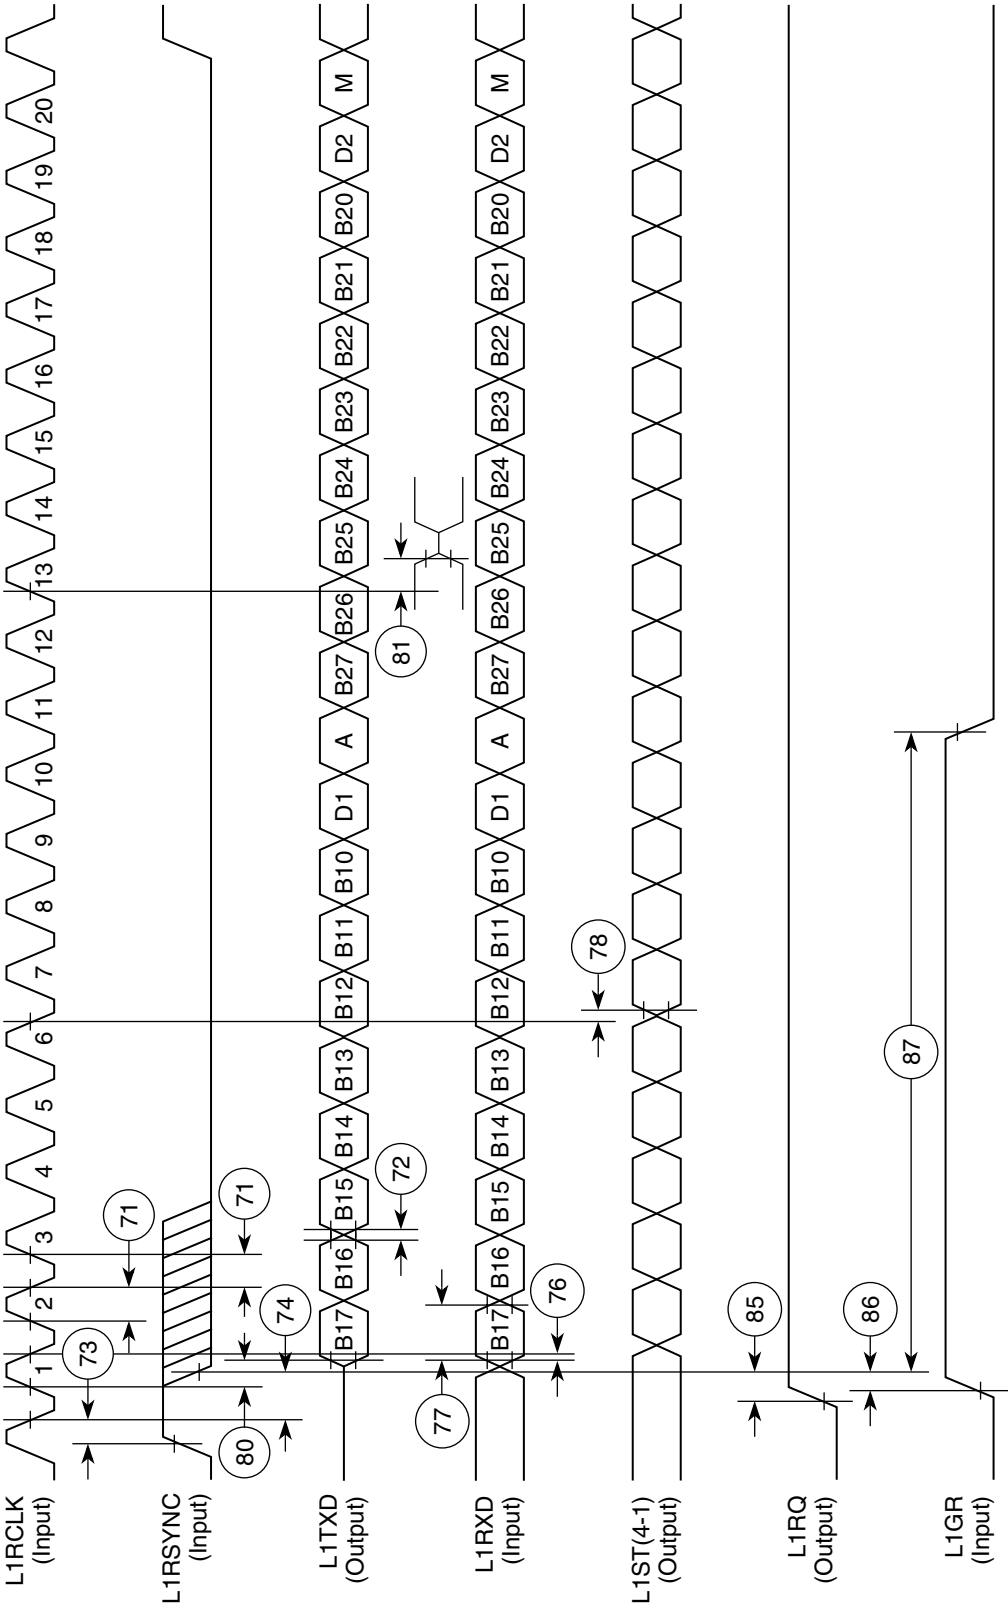 L1RCLK
(Input)
1 2 3 4 5 6 7 8 9 10 11 12 13 14 15 16 17 18 19 20
73
71
L1RSYNC
(Input)
80
74
71
L1TXD
(Output)
B17 B16 B15 B14 B13 B12 B11 B10 D1 A B27 B26 B25 B24 B23 B22 B21 B20 D2 M
72
81
77
L1RXD
(Input)
B17 B16 B15 B14 B13 B12 B11 B10 D1 A B27 B26 B25 B24 B23 B22 B21 B20 D2 M
76
78
L1ST(4-1)
(Output)
85
L1RQ
(Output)
86
87
L1GR
(Input)